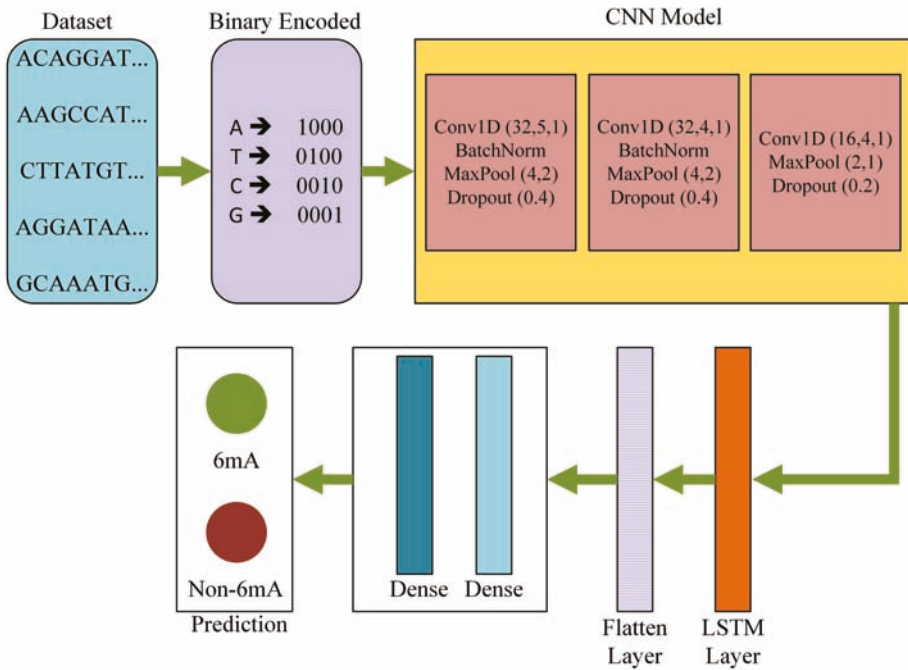 Dataset
ACAGGAT...
AAGCCAT...
CTTATGT...
AGGATAA...
GCAAATG...
Binary Encoded
A ➔ 1000
T ➔ 0100
C ➔ 0010
G ➔ 0001
CNN Model
Conv1D (32,5,1)
BatchNorm
MaxPool (4,2)
Dropout (0.4)
Conv1D (32,4,1)
BatchNorm
MaxPool (4,2)
Dropout (0.4)
Conv1D (16,4,1)
MaxPool (2,1)
Dropout (0.2)
6mA
Non-6mA
Prediction
Dense
Dense
Flatten
Layer
LSTM
Layer